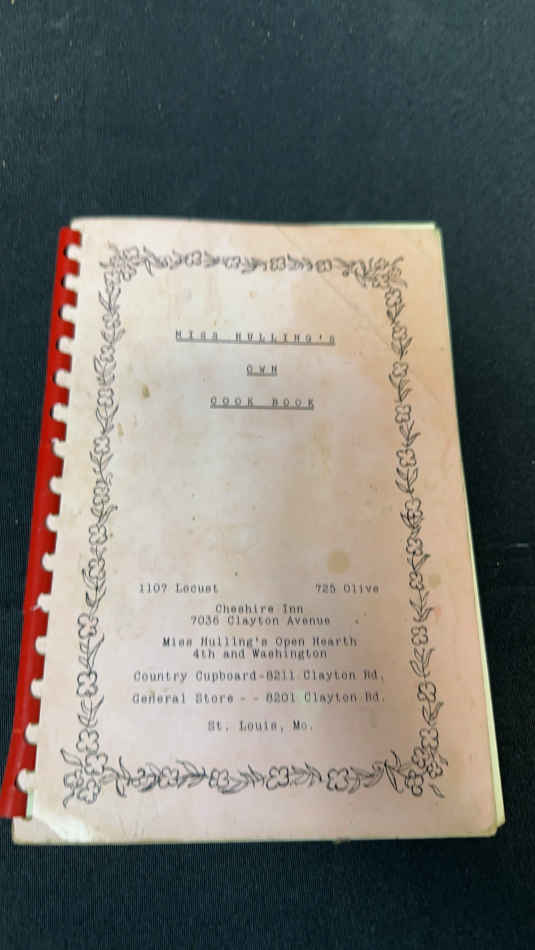 MISS HULLING'S
OWN
COOK BOOK
1107 Locust 725 Olive
Cheshire Inn
7036 Clayton Avenue
Miss Hulling's Open Hearth
4th and Washington
Country Cupboard-8211 Clayton Rd.
General Store - - 8201 Clayton Rd.
St. Louis, Mo.